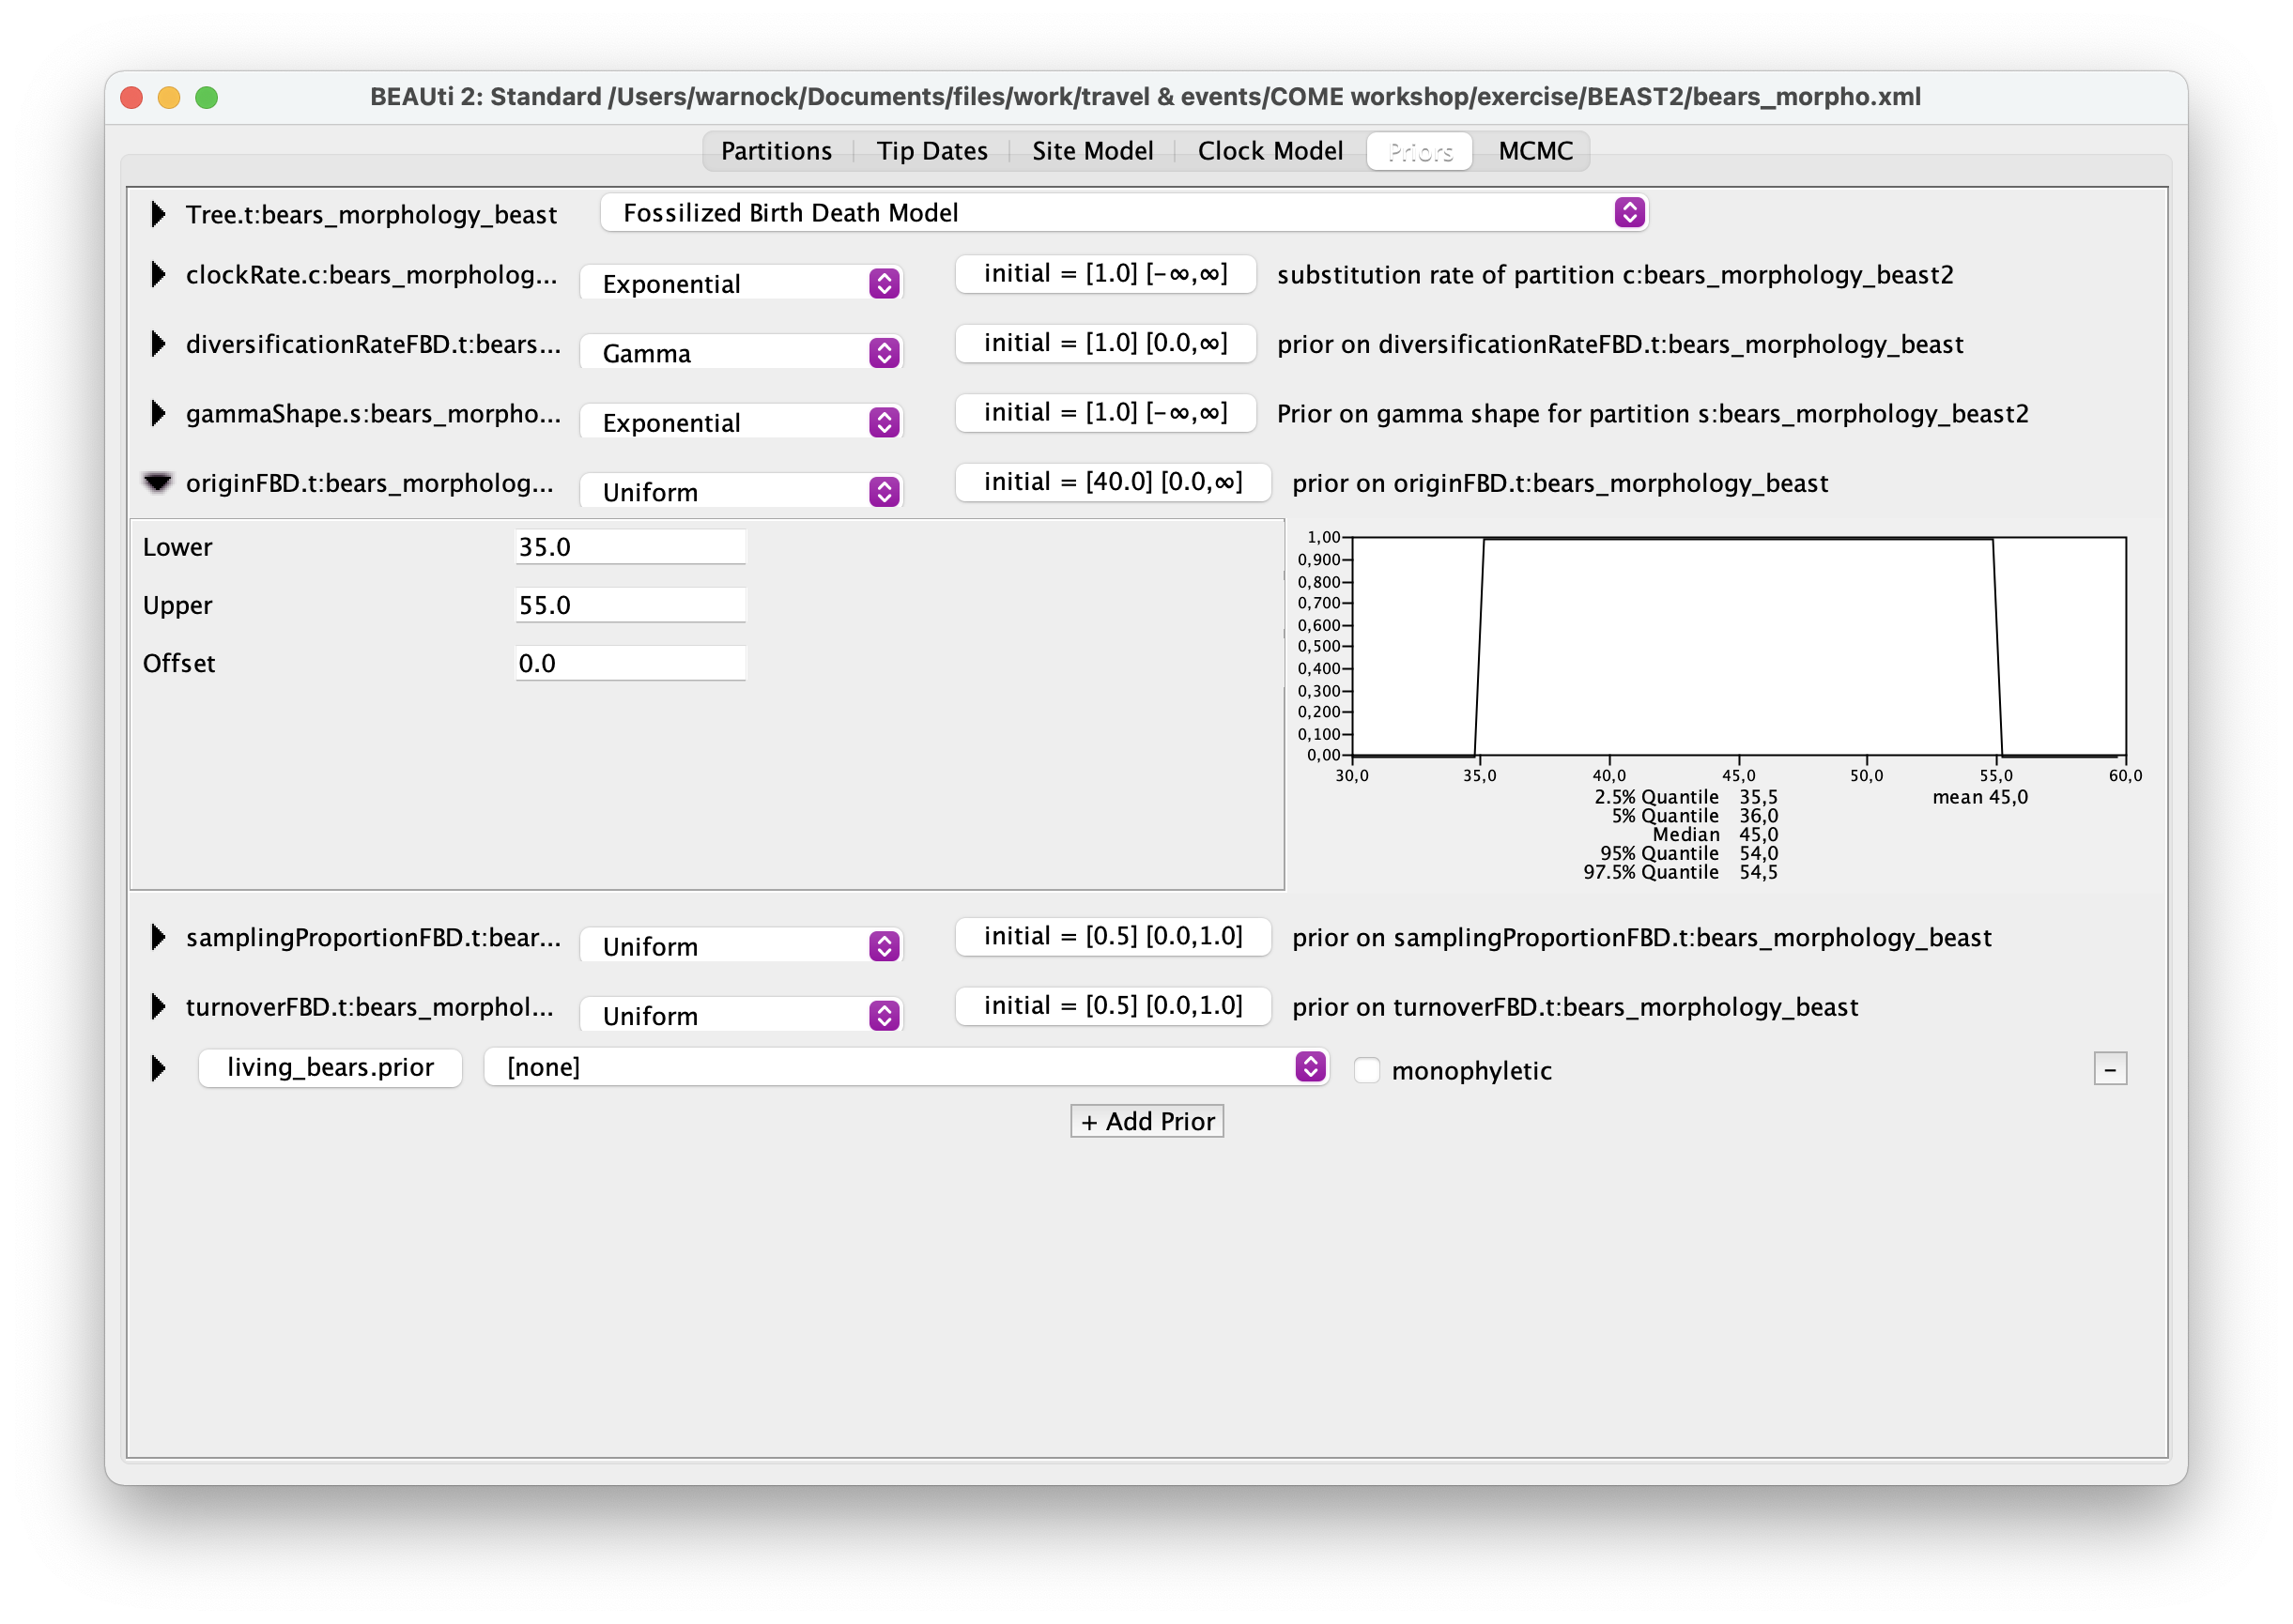 BEAUti 2: Standard /Users/warnock/Documents/files/work/travel & events/COME workshop/exercise/BEAST2/bears_morpho.xml
Partitions Tip Dates Site Model Clock Model Priors MCMC
Tree.t:bears_morphology_beast Fossilized Birth Death Model
clockRate.c:bears_morpholog... Exponential initial = [1.0] [-∞,∞] substitution rate of partition c:bears_morphology_beast2
diversificationRateFBD.t:bears... Gamma initial = [1.0] [0.0,∞] prior on diversificationRateFBD.t:bears_morphology_beast
gammaShape.s:bears_morpho... Exponential initial = [1.0] [-∞,∞] Prior on gamma shape for partition s:bears_morphology_beast2
originFBD.t:bears_morpholog... Uniform initial = [40.0] [0.0,∞] prior on originFBD.t:bears_morphology_beast
Lower 35.0
Upper 55.0
Offset 0.0
1,00
0,900
0,800
0,700
0,600
0,500
0,400
0,300
0,200
0,100
0,00
30,0 35,0 40,0 45,0 50,0 55,0 60,0
2.5% Quantile 35,5 mean 45,0
5% Quantile 36,0
Median 45,0
95% Quantile 54,0
97.5% Quantile 54,5
samplingProportionFBD.t:bear... Uniform initial = [0.5] [0.0,1.0] prior on samplingProportionFBD.t:bears_morphology_beast
turnoverFBD.t:bears_morphol... Uniform initial = [0.5] [0.0,1.0] prior on turnoverFBD.t:bears_morphology_beast
living_bears.prior [none] monophyletic -
+ Add Prior